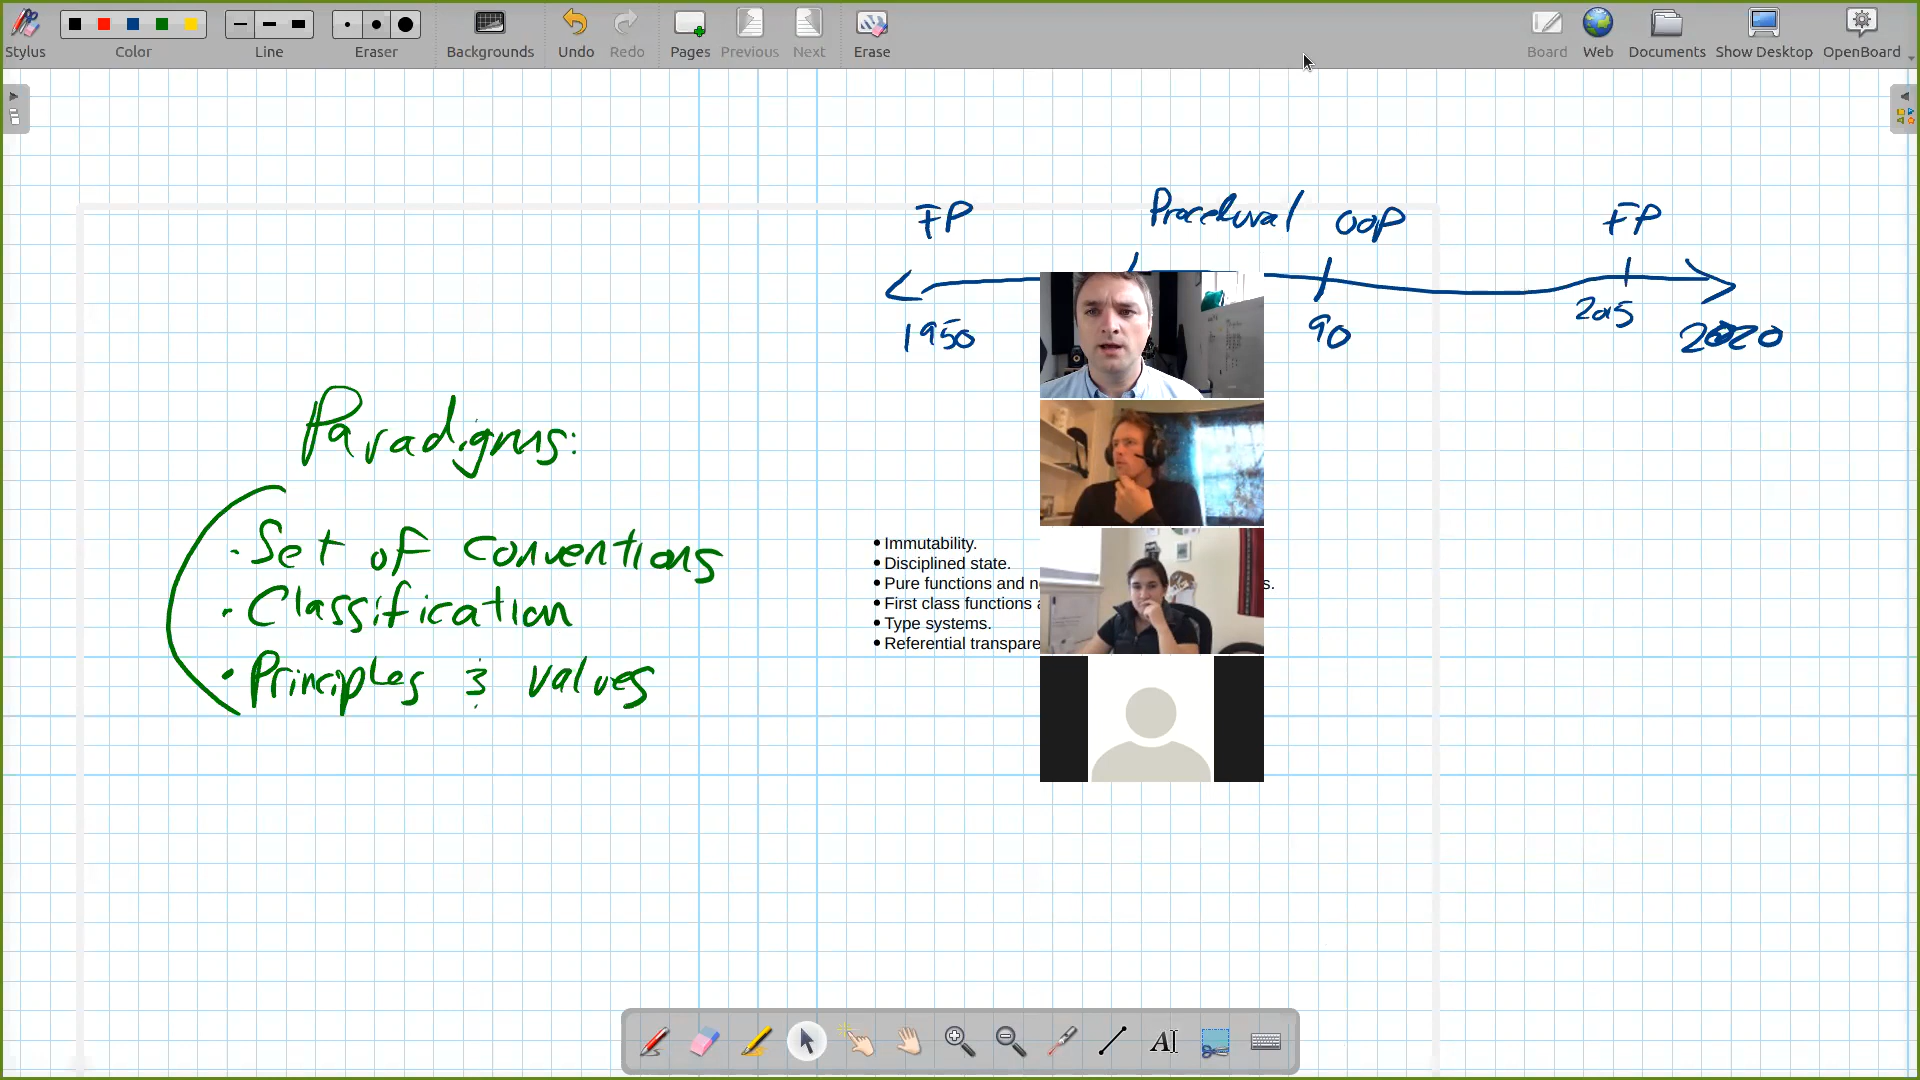 Stylus Color Line Eraser Backgrounds Undo Redo Pages Previous Next Erase Board Web Documents Show Desktop OpenBoard
FP Procedural OOP FP
1950 90 2015 2020
Paradigms:
• Set of conventions
• Classification
• Principles & values
• Immutability.
• Disciplined state.
• Pure functions and n s.
• First class functions a
• Type systems.
• Referential transpare
AI